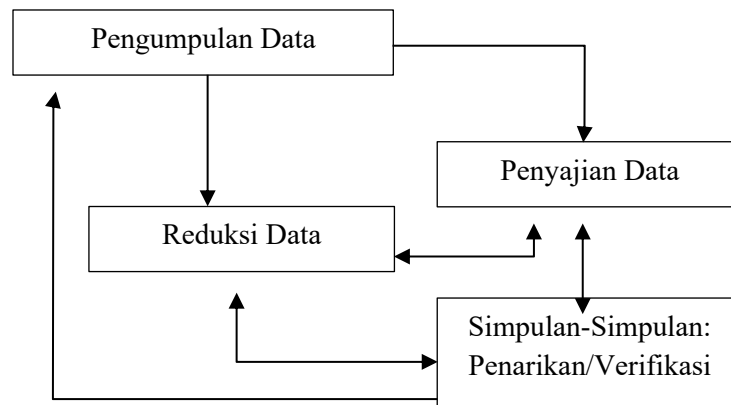 Pengumpulan Data
Penyajian Data
Reduksi Data
Simpulan-Simpulan:
Penarikan/Verifikasi